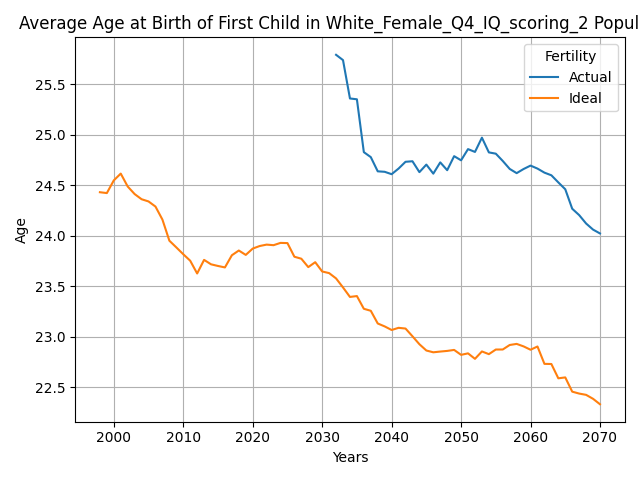 Average Age at Birth of First Child in White_Female_Q4_IQ_scoring_2 Popul
Fertility
Actual
Ideal
25.5
25.0
24.5
24.0
23.5
23.0
22.5
Age
2000 2010 2020 2030 2040 2050 2060 2070
Years